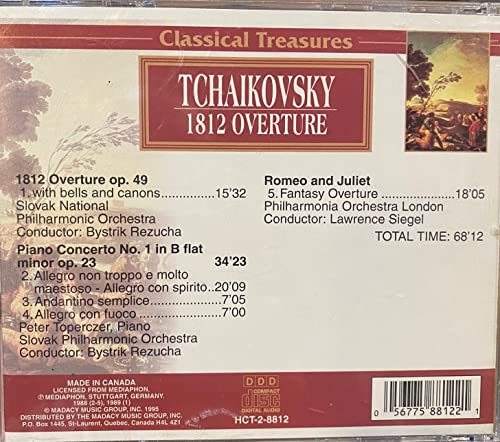 Classical Treasures
TCHAIKOVSKY
1812 OVERTURE
1812 Overture op. 49
1. with bells and canons................15'32
Slovak National
Philharmonic Orchestra
Conductor: Bystrik Rezucha
Piano Concerto No. 1 in B flat
minor op. 23 34'23
2. Allegro non troppo e molto
maestoso - Allegro con spirito..20'09
3. Andantino semplice.................7'05
4. Allegro con fuoco...................7'00
Peter Toperczer, Piano
Slovak Philharmonic Orchestra
Conductor: Bystrik Rezucha
Romeo and Juliet
5. Fantasy Overture ...................18'05
Philharmonia Orchestra London
Conductor: Lawrence Siegel
TOTAL TIME: 68'12
MADE IN CANADA
LICENSED FROM MEDIAPHON,
℗ MEDIAPHON, STUTTGART, GERMANY.
1988 (2-5), 1989 (1)
© MADACY MUSIC GROUP, INC. 1995
DISTRIBUTED BY THE MADACY MUSIC GROUP, INC.
P.O. Box 1445, St-Laurent, Quebec, Canada H4L 4Z1
DDD
COMPACT
disc
DIGITAL AUDIO
HCT-2-8812
0 56775 88122 1